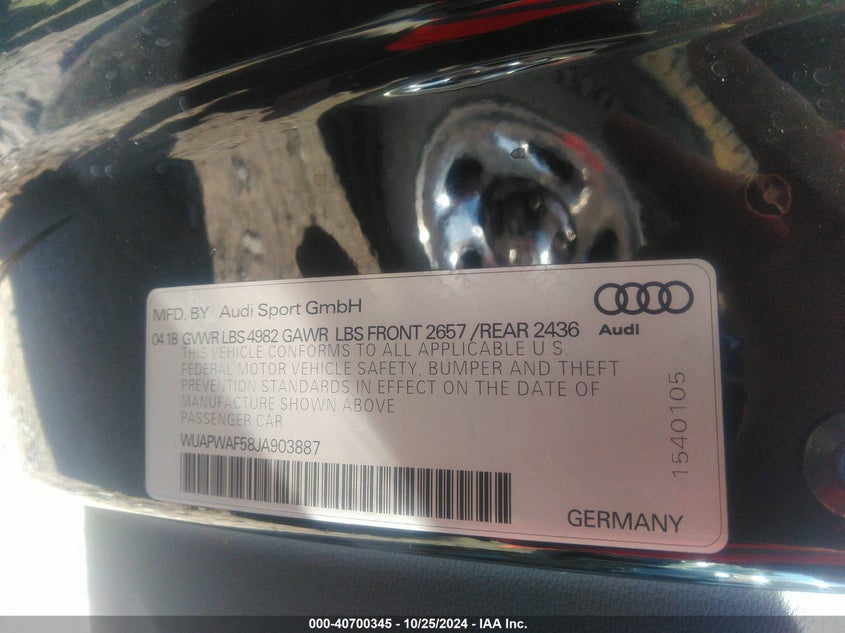 MFD. BY Audi Sport GmbH
Audi
04 18 GVWR LBS 4982 GAWR LBS FRONT 2657 /REAR 2436
THIS VEHICLE CONFORMS TO ALL APPLICABLE U.S.
FEDERAL MOTOR VEHICLE SAFETY, BUMPER AND THEFT
PREVENTION STANDARDS IN EFFECT ON THE DATE OF
MANUFACTURE SHOWN ABOVE
PASSENGER CAR
WUAPWAF58JA903887
1540105
GERMANY
000-40700345 - 10/25/2024 - IAA Inc.